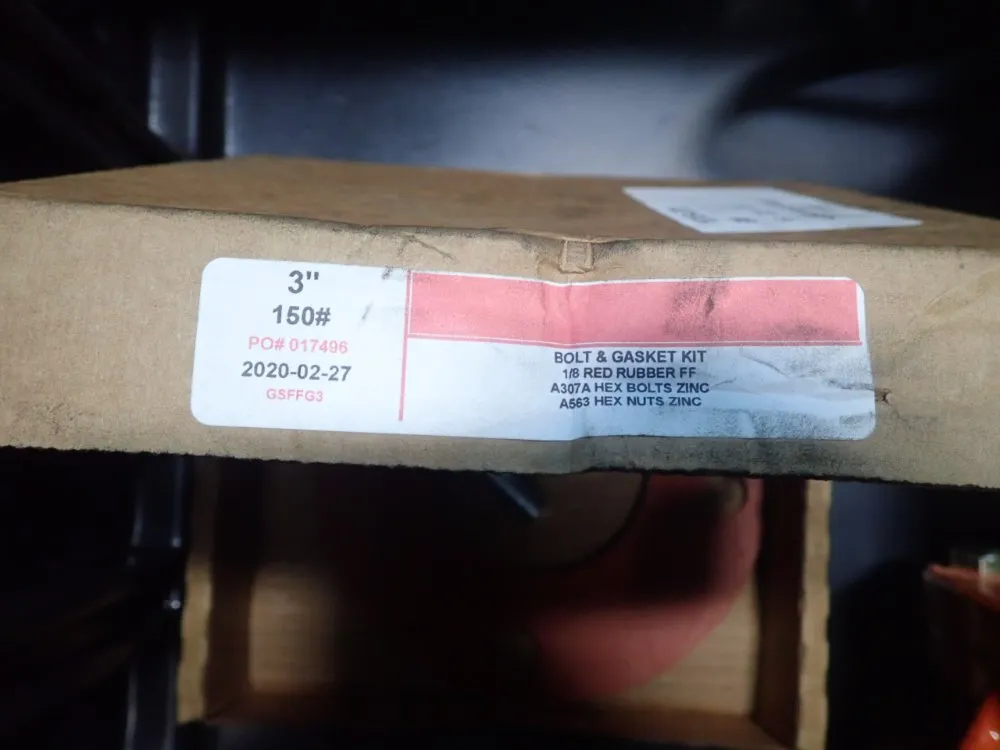 3"
150#
PO# 017496
2020-02-27
GSFFG3
BOLT & GASKET KIT
1/8 RED RUBBER FF
A307A HEX BOLTS ZINC
A563 HEX NUTS ZINC